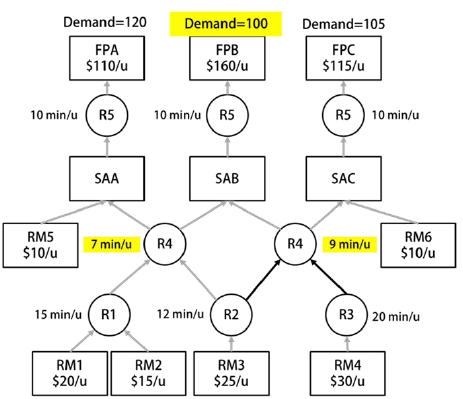 Demand=120 Demand=100 Demand=105
FPA
$110/u
FPB
$160/u
FPC
$115/u
10 min/u R5 10 min/u R5 R5 10 min/u
SAA SAB SAC
RM5
$10/u
7 min/u R4 R4 9 min/u
RM6
$10/u
15 min/u R1 12 min/u R2 R3 20 min/u
RM1
$20/u
RM2
$15/u
RM3
$25/u
RM4
$30/u